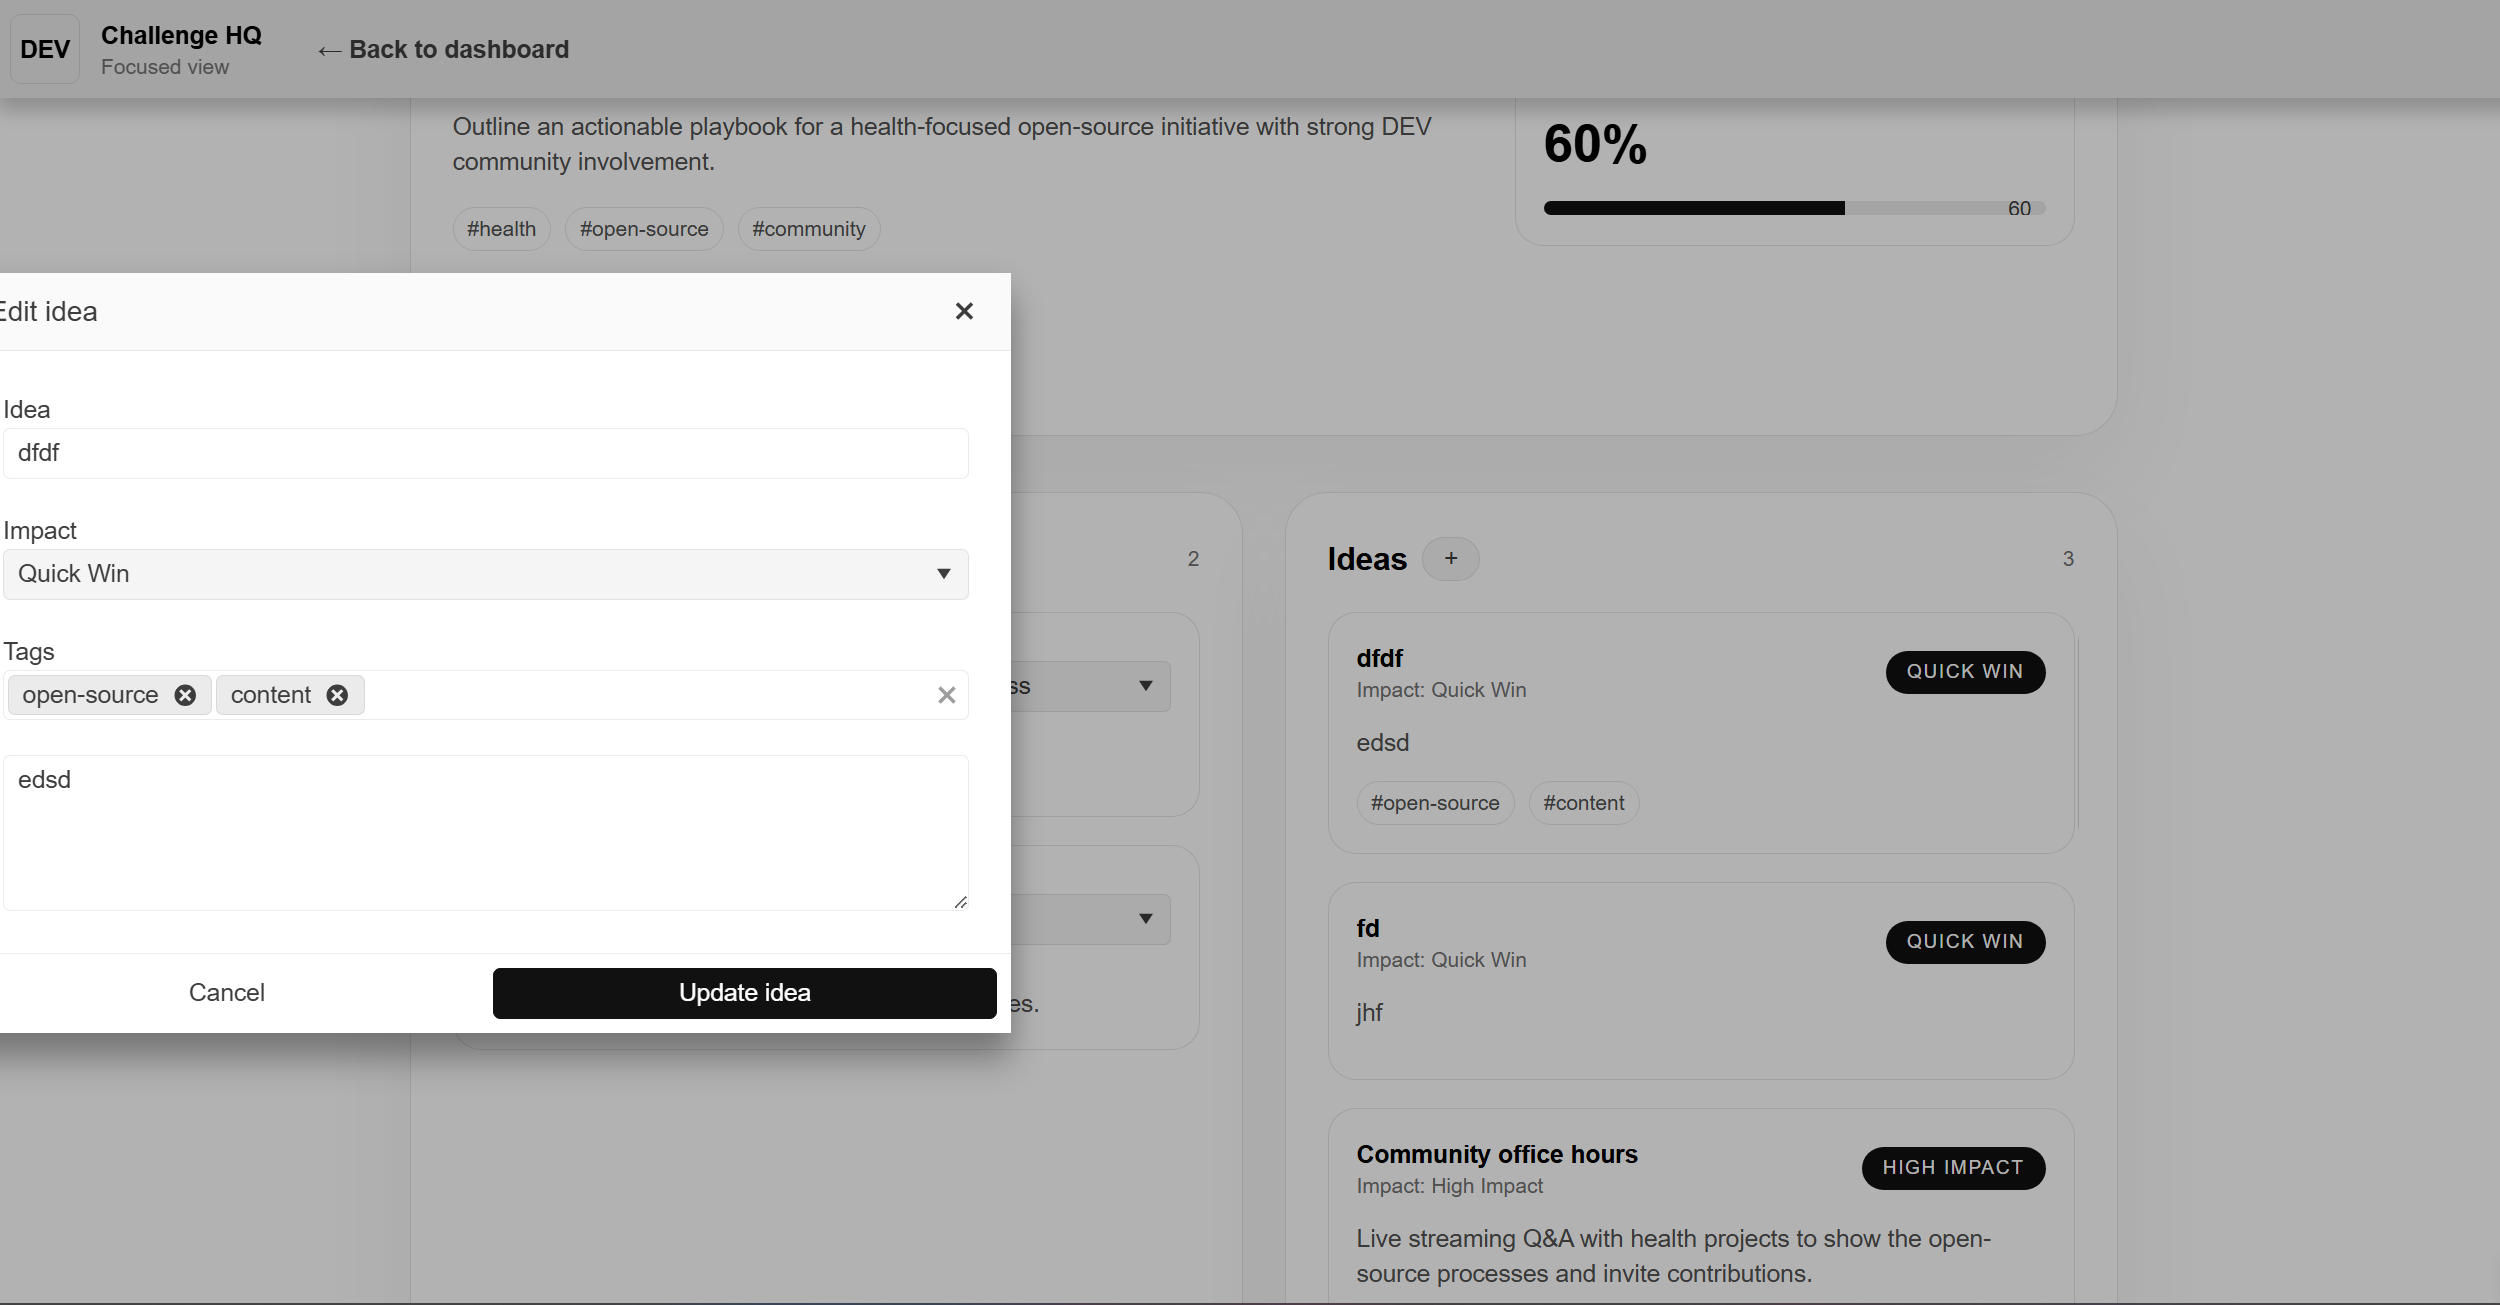 DEV
Challenge HQ
Focused view
← Back to dashboard
Outline an actionable playbook for a health-focused open-source initiative with strong DEV
community involvement.
#health #open-source #community
60%
60
Edit idea
Idea
dfdf
Impact
Quick Win
Tags
open-source content
edsd
Cancel Update idea
2
Ideas + 3
dfdf
Impact: Quick Win
QUICK WIN
edsd
#open-source #content
fd
Impact: Quick Win
QUICK WIN
jhf
Community office hours
Impact: High Impact
HIGH IMPACT
Live streaming Q&A with health projects to show the open-
source processes and invite contributions.